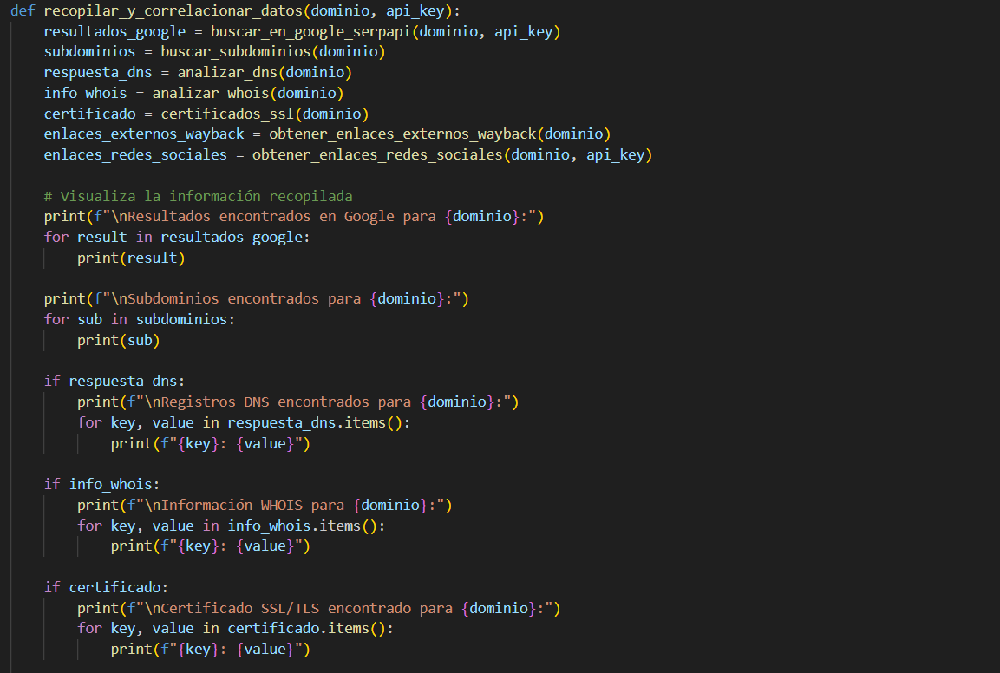 def recopilar_y_correlacionar_datos(dominio, api_key):
    resultados_google = buscar_en_google_serpapi(dominio, api_key)
    subdominios = buscar_subdominios(dominio)
    respuesta_dns = analizar_dns(dominio)
    info_whois = analizar_whois(dominio)
    certificado = certificados_ssl(dominio)
    enlaces_externos_wayback = obtener_enlaces_externos_wayback(dominio)
    enlaces_redes_sociales = obtener_enlaces_redes_sociales(dominio, api_key)

    # Visualiza la información recopilada
    print(f"\nResultados encontrados en Google para {dominio}:")
    for result in resultados_google:
        print(result)

    print(f"\nSubdominios encontrados para {dominio}:")
    for sub in subdominios:
        print(sub)

    if respuesta_dns:
        print(f"\nRegistros DNS encontrados para {dominio}:")
        for key, value in respuesta_dns.items():
            print(f"{key}: {value}")

    if info_whois:
        print(f"\nInformación WHOIS para {dominio}:")
        for key, value in info_whois.items():
            print(f"{key}: {value}")

    if certificado:
        print(f"\nCertificado SSL/TLS encontrado para {dominio}:")
        for key, value in certificado.items():
            print(f"{key}: {value}")